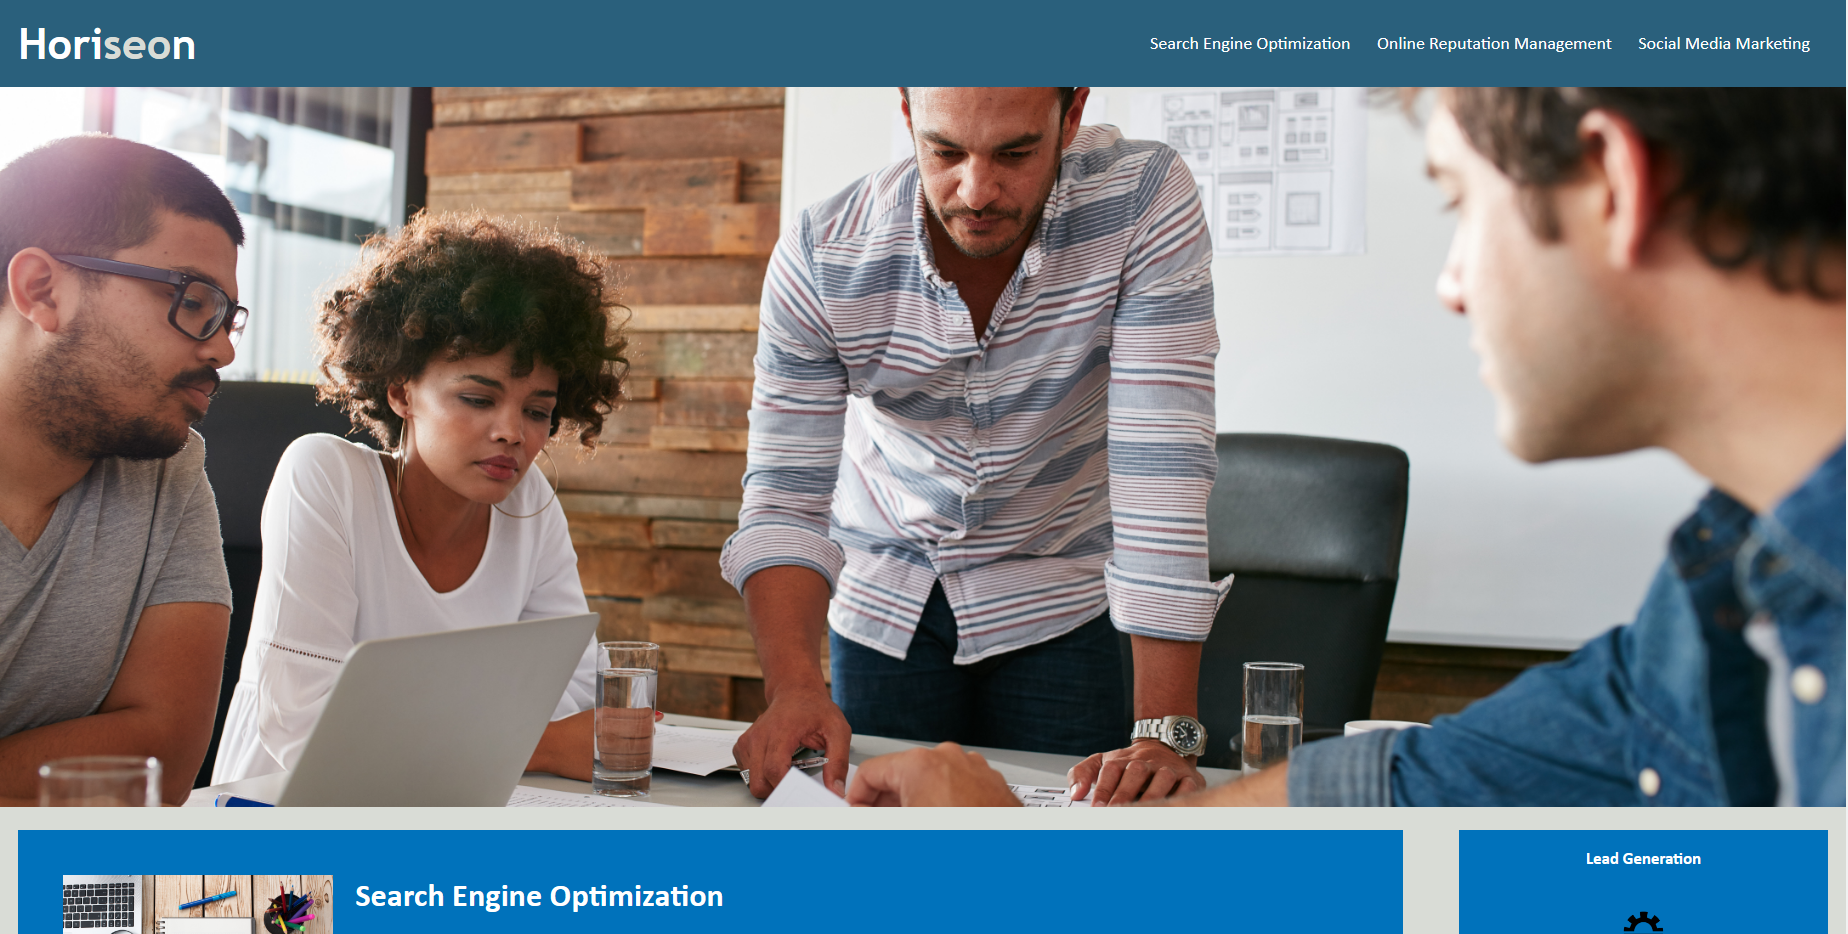 Horiseon
Search Engine Optimization Online Reputation Management Social Media Marketing
Search Engine Optimization
Lead Generation